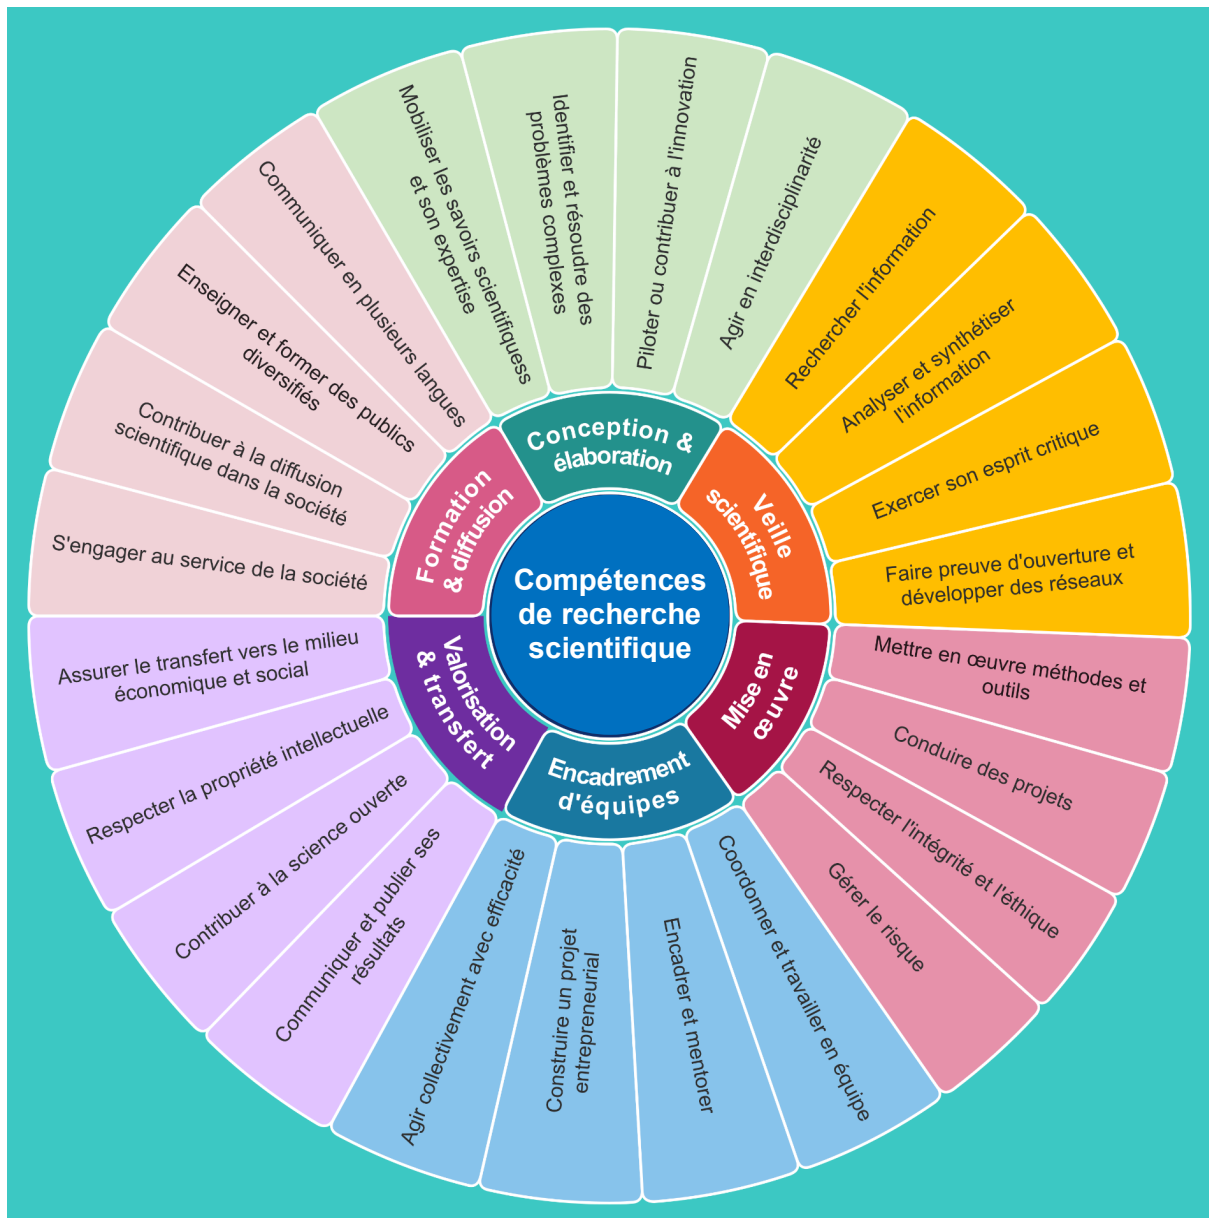 Compétences
de recherche
scientifique
Conception &
élaboration
Veille
scientifique
Mise en
œuvre
Encadrement
d'équipes
Valorisation
& transfert
Formation
& diffusion
Mobiliser les savoirs scientifiquess
et son expertise
Identifier et résoudre des
problèmes complexes
Piloter ou contribuer à l'innovation
Agir en interdisciplinarité
Rechercher l'information
Analyser et synthétiser
l'information
Exercer son esprit critique
Faire preuve d'ouverture et
développer des réseaux
Mettre en œuvre méthodes et
outils
Conduire des projets
Respecter l'intégrité et l'éthique
Gérer le risque
Coordonner et travailler en équipe
Encadrer et mentorer
Construire un projet
entrepreneurial
Agir collectivement avec efficacité
Communiquer et publier ses
résultats
Contribuer à la science ouverte
Respecter la propriété intellectuelle
Assurer le transfert vers le milieu
économique et social
S'engager au service de la société
Contribuer à la diffusion
scientifique dans la société
Enseigner et former des publics
diversifiés
Communiquer en plusieurs langues